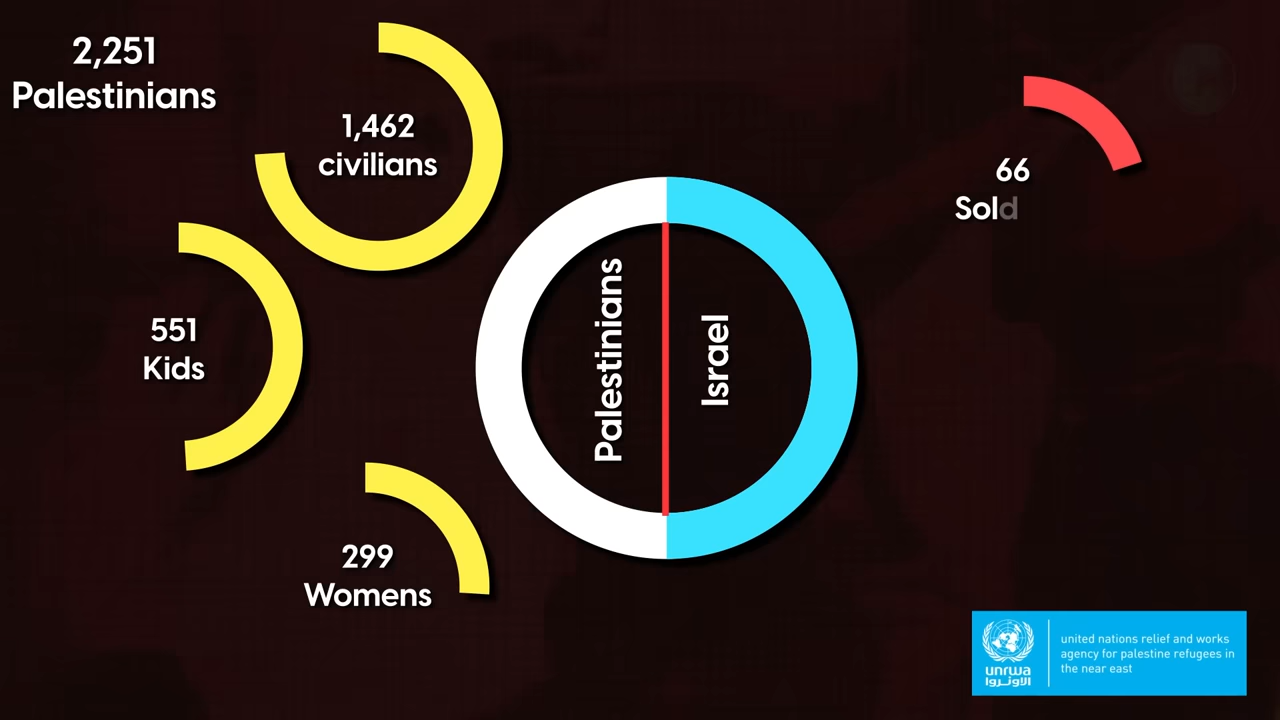 2,251
Palestinians
1,462
civilians
551
Kids
299
Womens
Palestinians
Israel
66
Sold
unrwa
الاونروا
united nations relief and works
agency for palestine refugees in
the near east